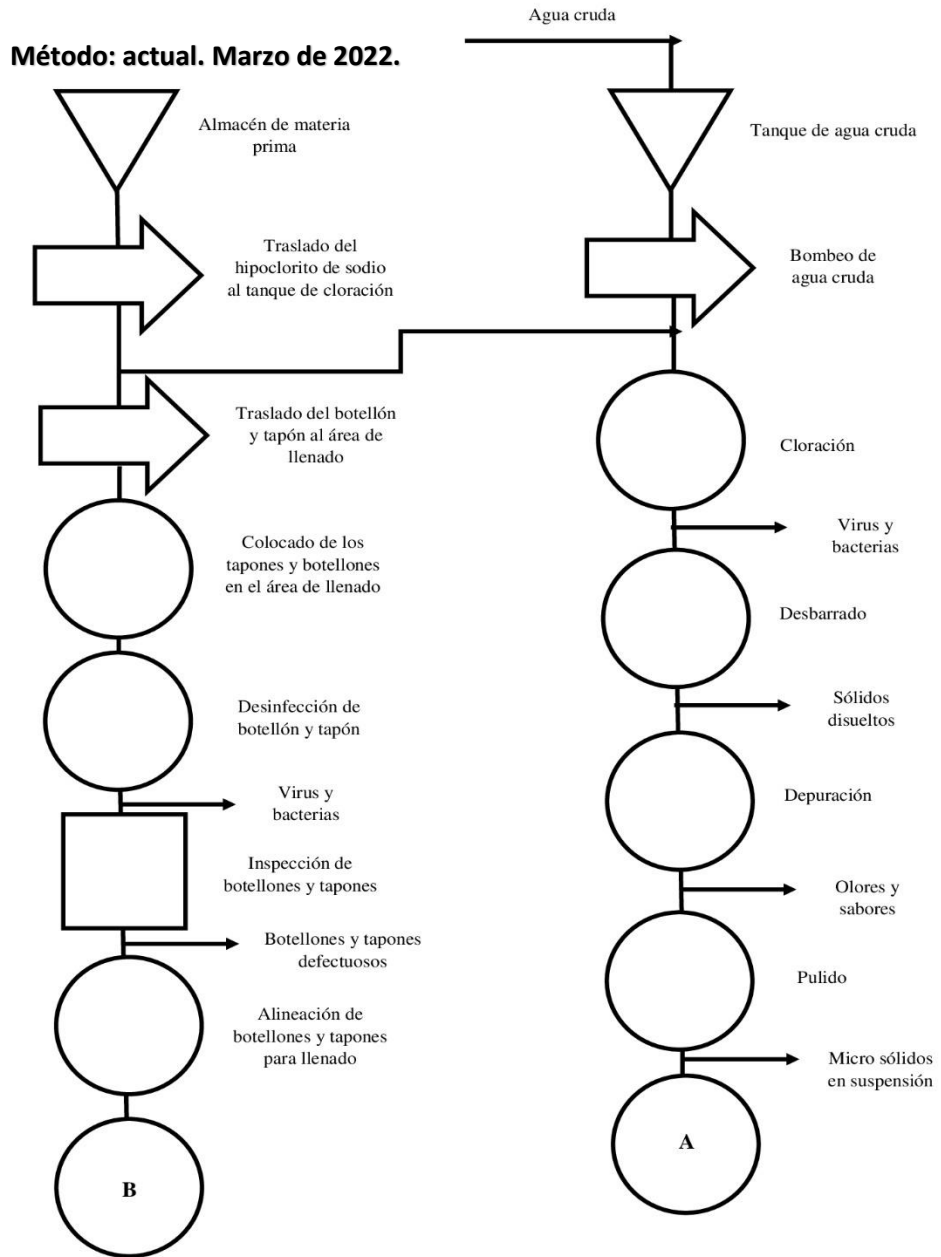 Agua cruda
Método: actual. Marzo de 2022.
Almacén de materia
prima
Tanque de agua cruda
Traslado del
hipoclorito de sodio
al tanque de cloración
Bombeo de
agua cruda
Traslado del botellón
y tapón al área de
llenado
Cloración
Colocado de los
tapones y botellones
en el área de llenado
Virus y
bacterias
Desbarrado
Desinfección de
botellón y tapón
Sólidos
disueltos
Virus y
bacterias
Depuración
Inspección de
botellones y tapones
Olores y
sabores
Botellones y tapones
defectuosos
Pulido
Alineación de
botellones y tapones
para llenado
Micro sólidos
en suspensión
A
B